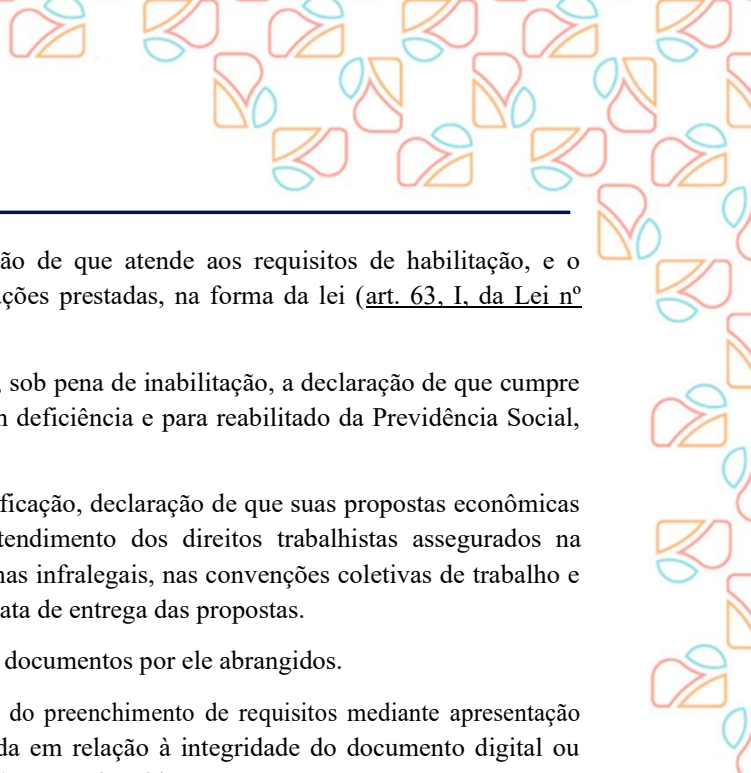 ão de que atende aos requisitos de habilitação, e o
ções prestadas, na forma da lei (art. 63, I, da Lei nº
, sob pena de inabilitação, a declaração de que cumpre
deficiência e para reabilitado da Previdência Social,
ficação, declaração de que suas propostas econômicas
tendimento dos direitos trabalhistas assegurados na
nas infralegais, nas convenções coletivas de trabalho e
ata de entrega das propostas.
documentos por ele abrangidos.
do preenchimento de requisitos mediante apresentação
da em relação à integridade do documento digital ou